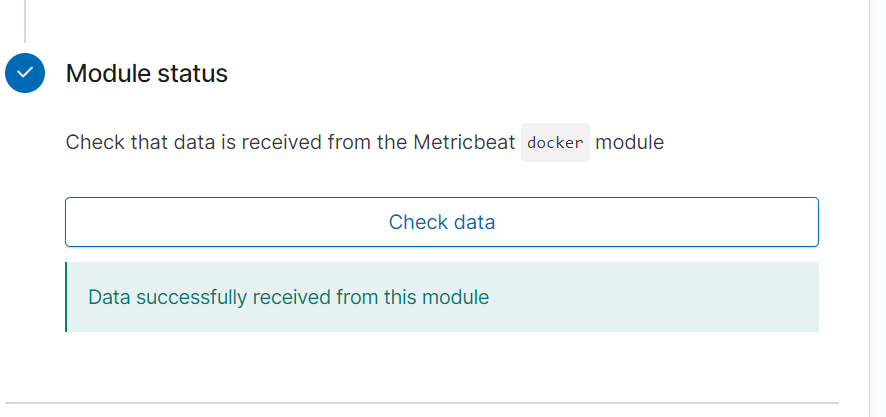 Module status
Check that data is received from the Metricbeat docker module
Check data
Data successfully received from this module